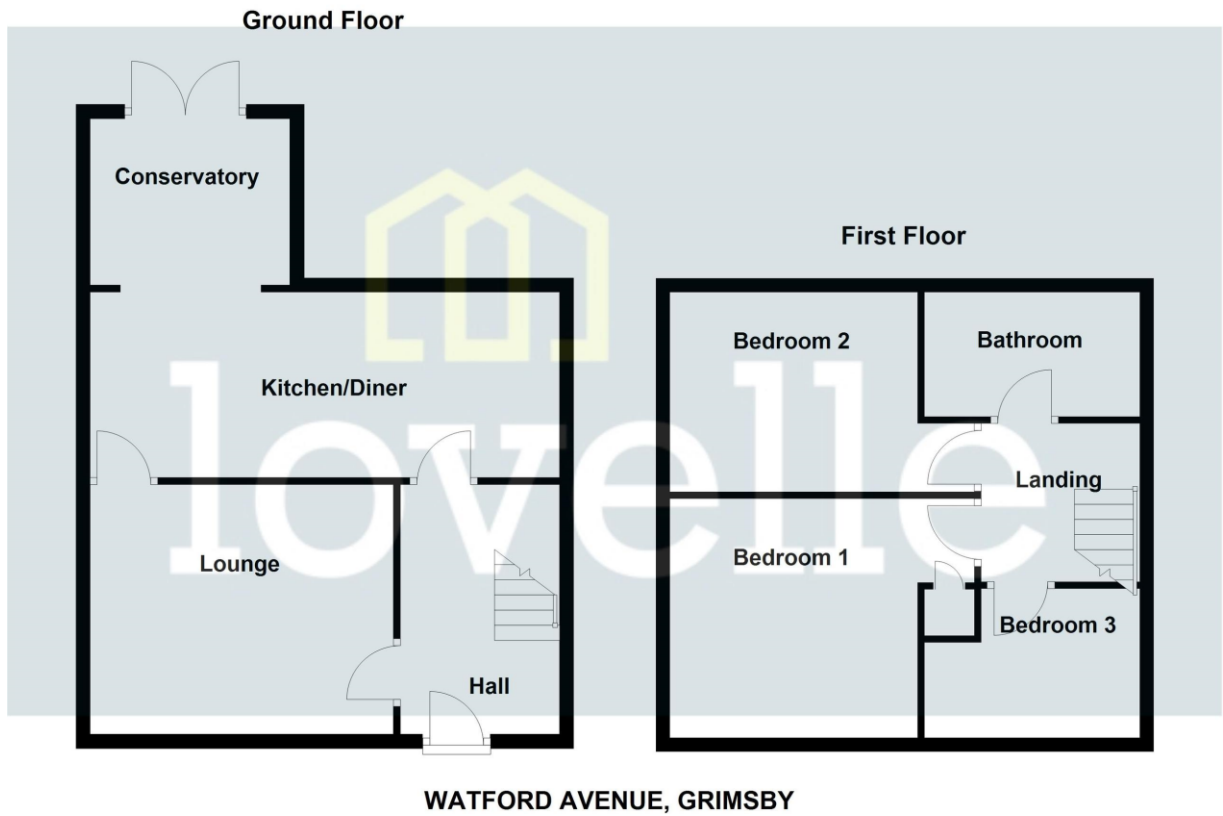 Ground Floor
Conservatory
Kitchen/Diner
Lounge
Hall
First Floor
Bedroom 2
Bathroom
Landing
Bedroom 1
Bedroom 3
lovelle
WATFORD AVENUE, GRIMSBY